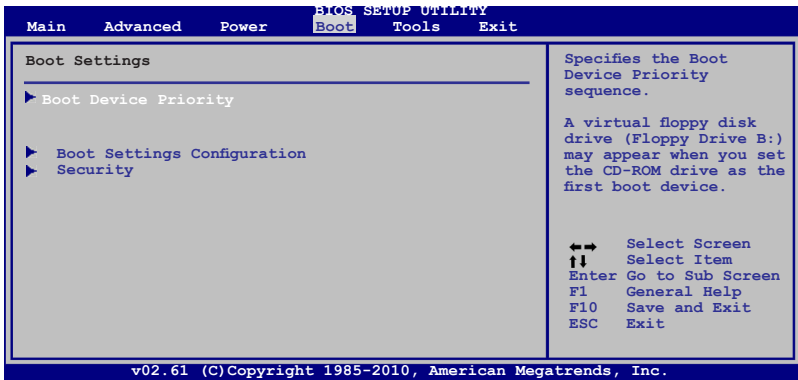 BIOS SETUP UTILITY
Main Advanced Power Boot Tools Exit
Boot Settings
Boot Device Priority
Boot Settings Configuration
Security
Specifies the Boot
Device Priority
sequence.
A virtual floppy disk
drive (Floppy Drive B:)
may appear when you set
the CD-ROM drive as the
first boot device.
←→ Select Screen
↑↓ Select Item
Enter Go to Sub Screen
F1 General Help
F10 Save and Exit
ESC Exit
v02.61 (C)Copyright 1985-2010, American Megatrends, Inc.